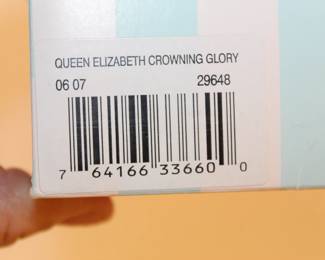 QUEEN ELIZABETH CROWNING GLORY
06 07 29648
7 64166 33660 0